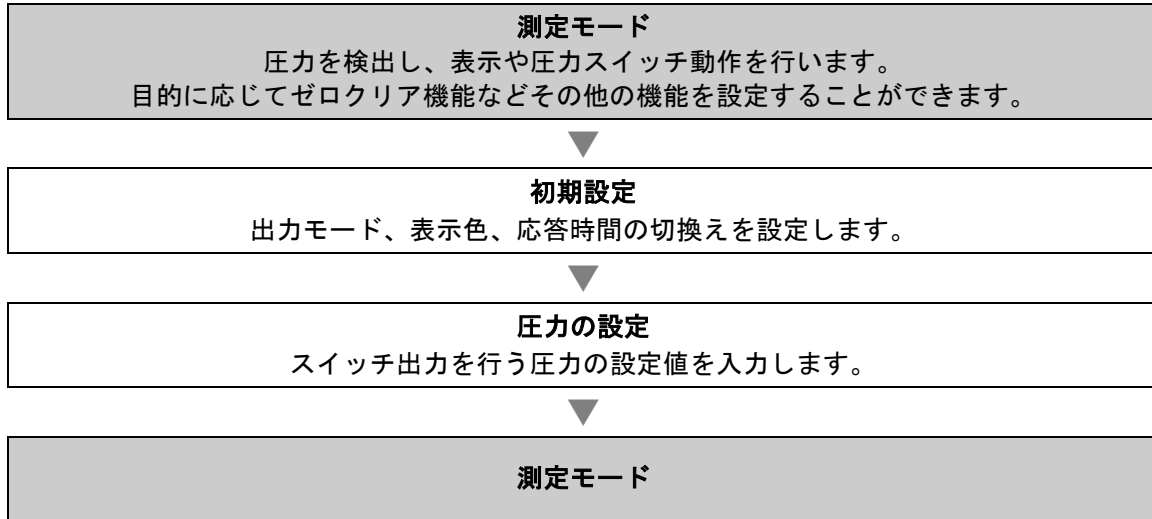 測定モード
圧力を検出し、表示や圧力スイッチ動作を行います。
目的に応じてゼロクリア機能などその他の機能を設定することができます。
初期設定
出力モード、表示色、応答時間の切換えを設定します。
圧力の設定
スイッチ出力を行う圧力の設定値を入力します。
測定モード